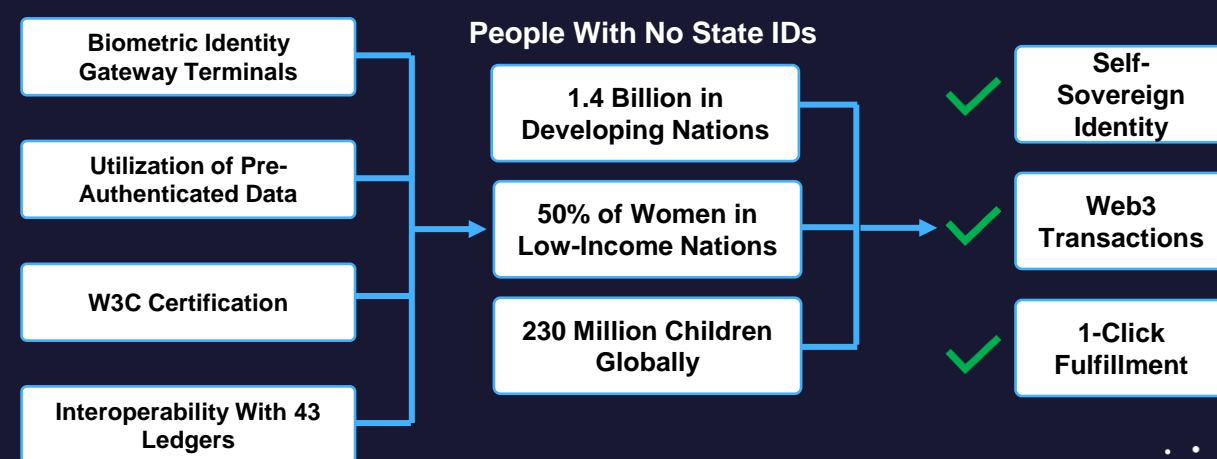 People With No State IDs
Biometric Identity
Gateway Terminals
Utilization of Pre-
Authenticated Data
W3C Certification
Interoperability With 43
Ledgers
1.4 Billion in
Developing Nations
50% of Women in
Low-Income Nations
230 Million Children
Globally
Self-
Sovereign
Identity
Web3
Transactions
1-Click
Fulfillment